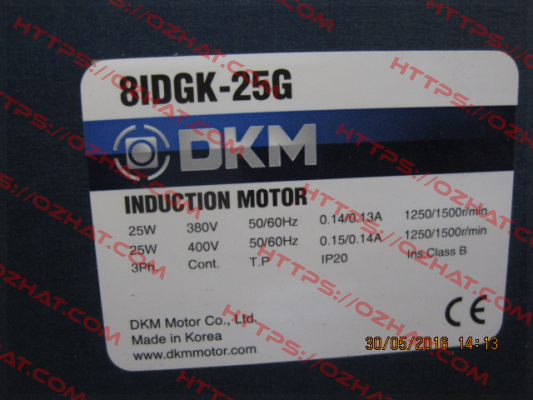 8IDGK-25G
DKM
INDUCTION MOTOR
25W 380V 50/60Hz 0.14/0.13A 1250/1500r/min
25W 400V 50/60Hz 0.15/0.14A 1250/1500r/min
3Ph Cont. T.P IP20 Ins.Class B
DKM Motor Co., Ltd.
Made in Korea
www.dkmmotor.com
CE
30/05/2016 14:13
HTTPS://OZHAT.COM